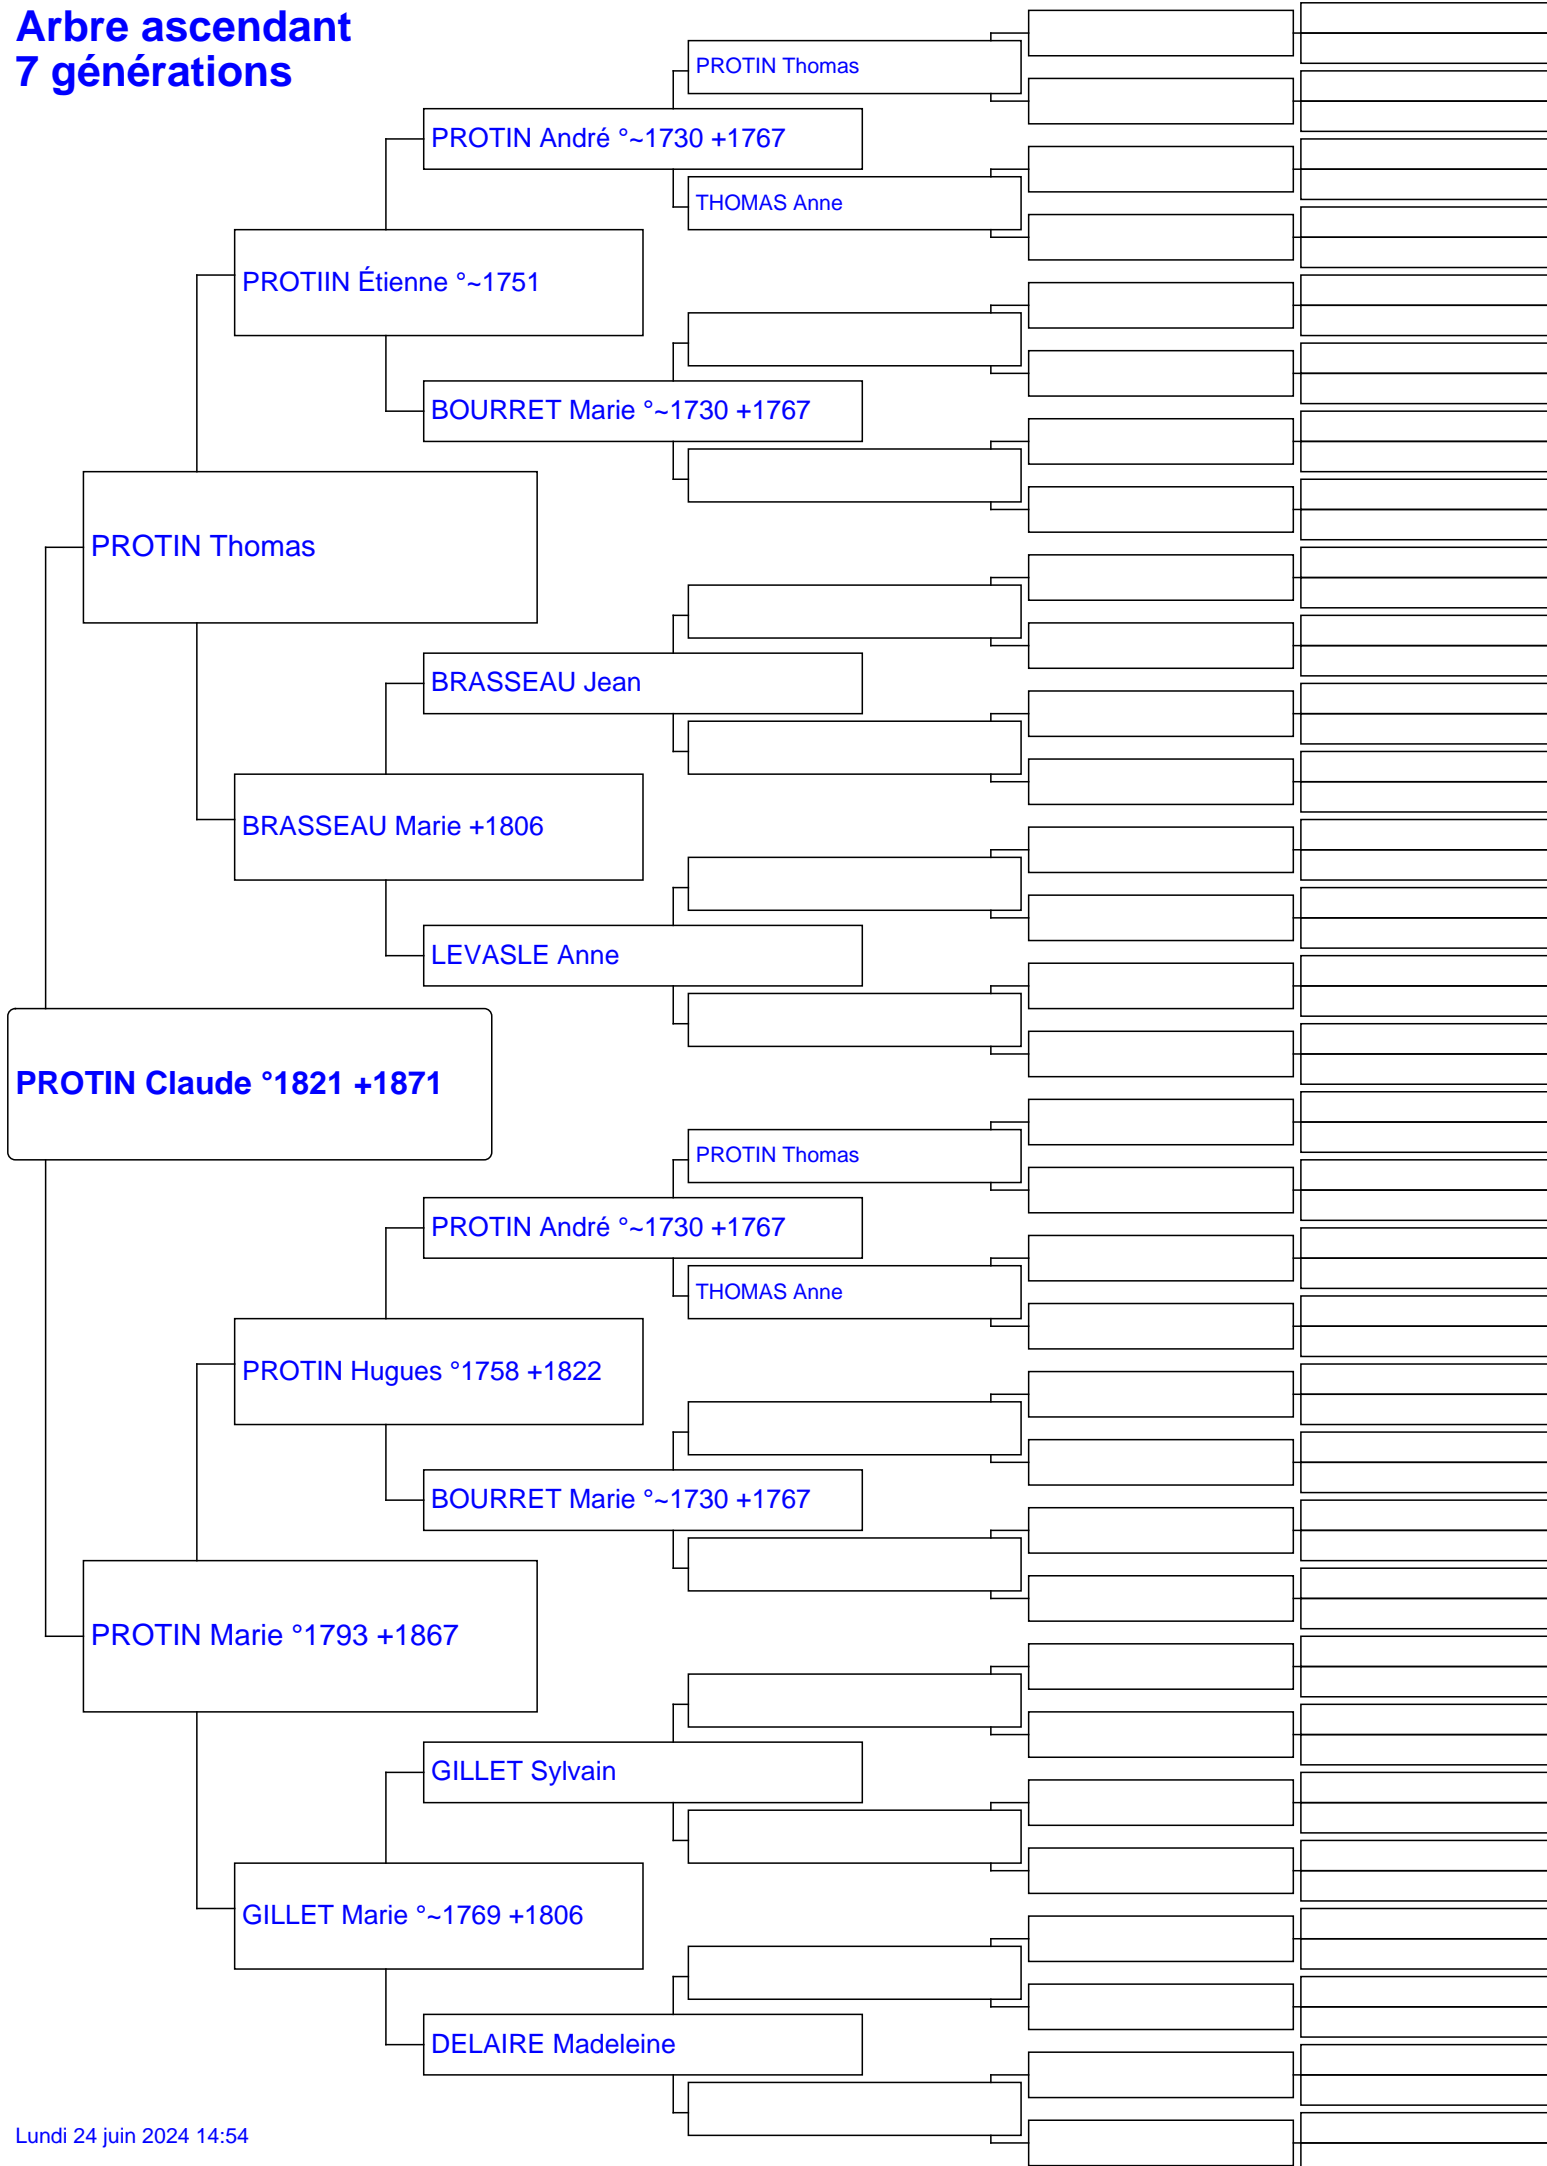 Arbre ascendant
7 générations
PROTIN Thomas
PROTIN André °~1730 +1767
THOMAS Anne
PROTIIN Étienne °~1751
BOURRET Marie °~1730 +1767
PROTIN Thomas
BRASSEAU Jean
BRASSEAU Marie +1806
LEVASLE Anne
PROTIN Claude °1821 +1871
PROTIN Thomas
PROTIN André °~1730 +1767
THOMAS Anne
PROTIN Hugues °1758 +1822
BOURRET Marie °~1730 +1767
PROTIN Marie °1793 +1867
GILLET Sylvain
GILLET Marie °~1769 +1806
DELAIRE Madeleine
Lundi 24 juin 2024 14:54